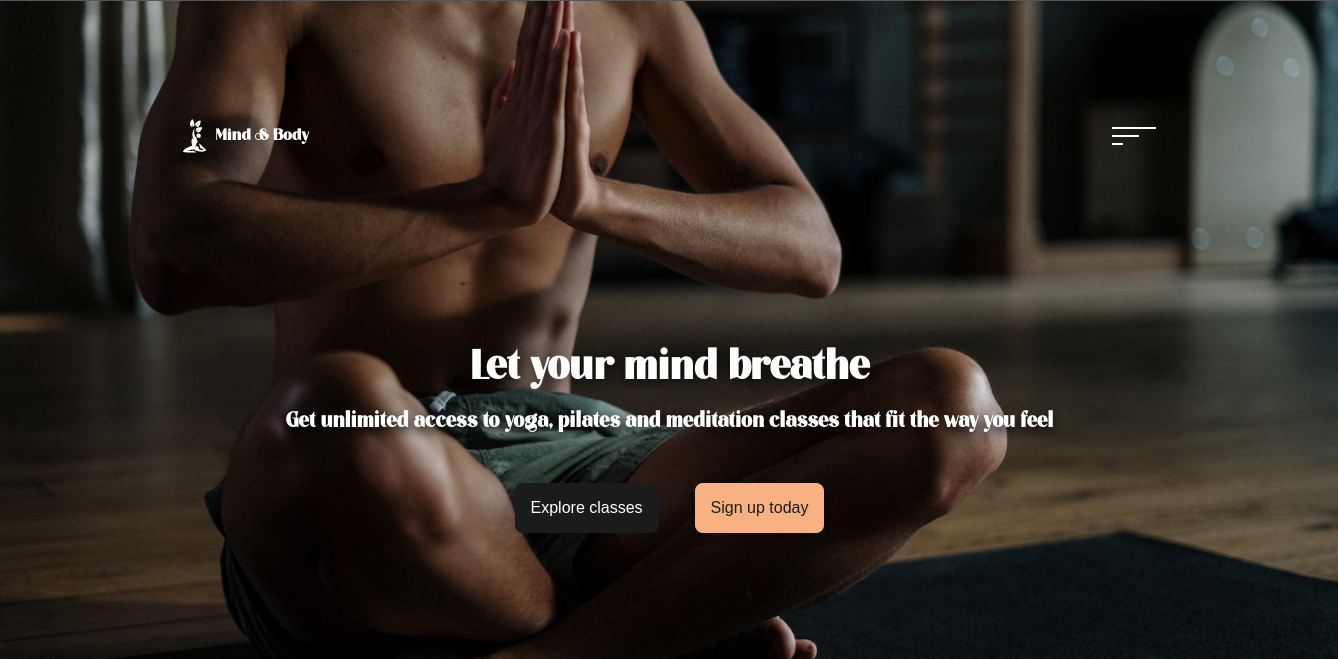 Mind & Body
Let your mind breathe
Get unlimited access to yoga, pilates and meditation classes that fit the way you feel
Explore classes
Sign up today